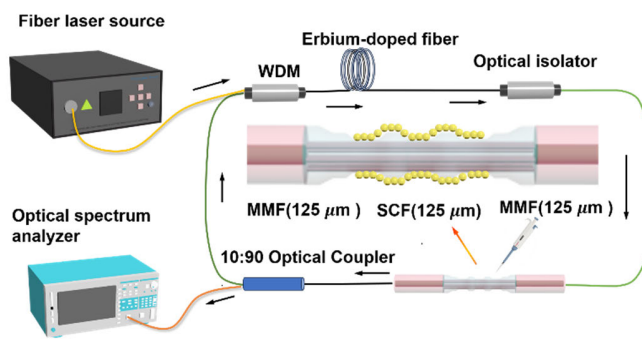 Fiber laser source
Erbium-doped fiber
WDM
Optical isolator
MMF(125 μm )
SCF(125 μm)
MMF(125 μm )
Optical spectrum
analyzer
10:90 Optical Coupler